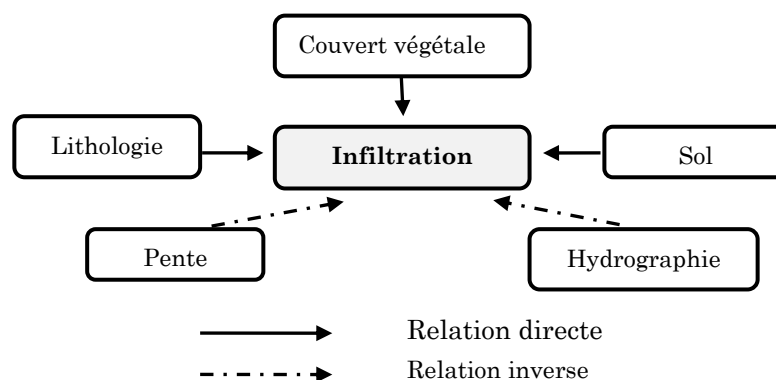 Couvert végétale
Lithologie
Infiltration
Sol
Pente
Hydrographie
Relation directe
Relation inverse